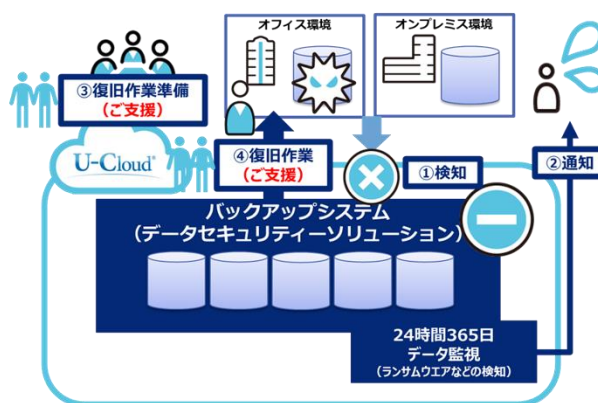 オフィス環境
オンプレミス環境
③復旧作業準備
(ご支援)
U-Cloud®
④復旧作業
(ご支援)
①検知
②通知
バックアップシステム
(データセキュリティーソリューション)
24時間365日
データ監視
(ランサムウエアなどの検知)